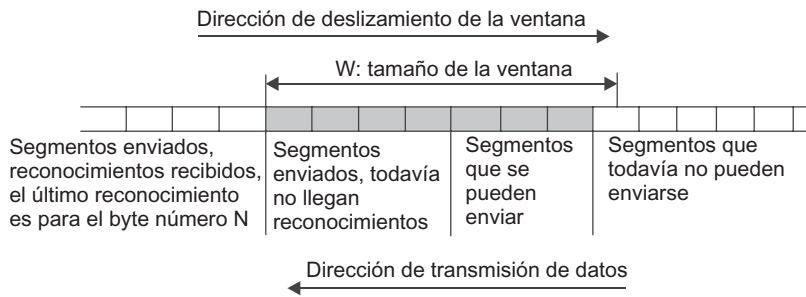 Dirección de deslizamiento de la ventana
W: tamaño de la ventana
Segmentos enviados,
reconocimientos recibidos,
el último reconocimiento
es para el byte número N
Segmentos
enviados, todavía
no llegan
reconocimientos
Segmentos
que se
pueden
enviar
Segmentos que
todavía no pueden
enviarse
Dirección de transmisión de datos